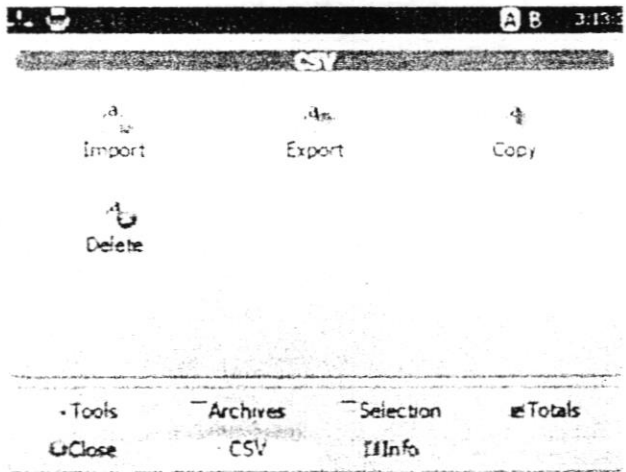 A B 3:13:
CSV
Import Export Copy
Delete
Tools Archives Selection Totals
Close CSV Info